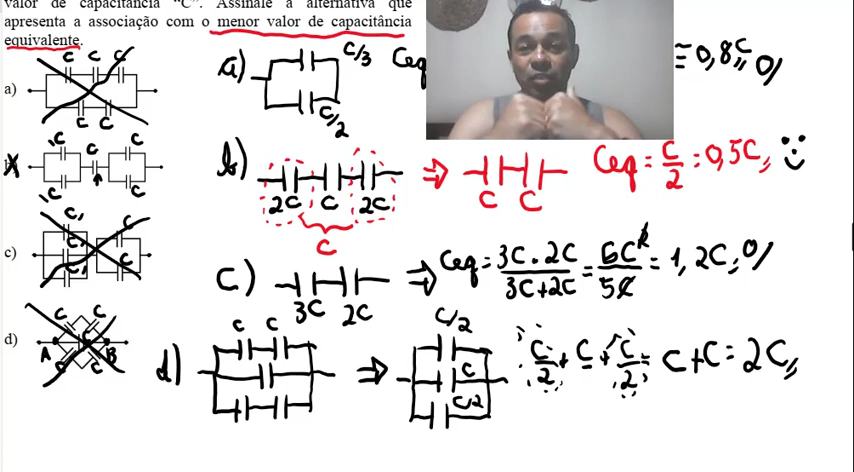 valor de capacitância "C". Assinale a alternativa que
apresenta a associação com o menor valor de capacitância
equivalente.
a)
C C C
C C
a) C/3
C/2
Ceq
= 0,8C
C C C
C C
b) 2C C 2C
C
⇒ C C
Ceq = C/2 = 0,5C
c)
C C
C C
C
c) 3C 2C
⇒ Ceq = 3C.2C/3C+2C = 6C²/5C = 1,2C
d)
C C
A C B
C C
d) C C
⇒ C/2
C
C/2
C/2 + C + C/2 = C + C = 2C